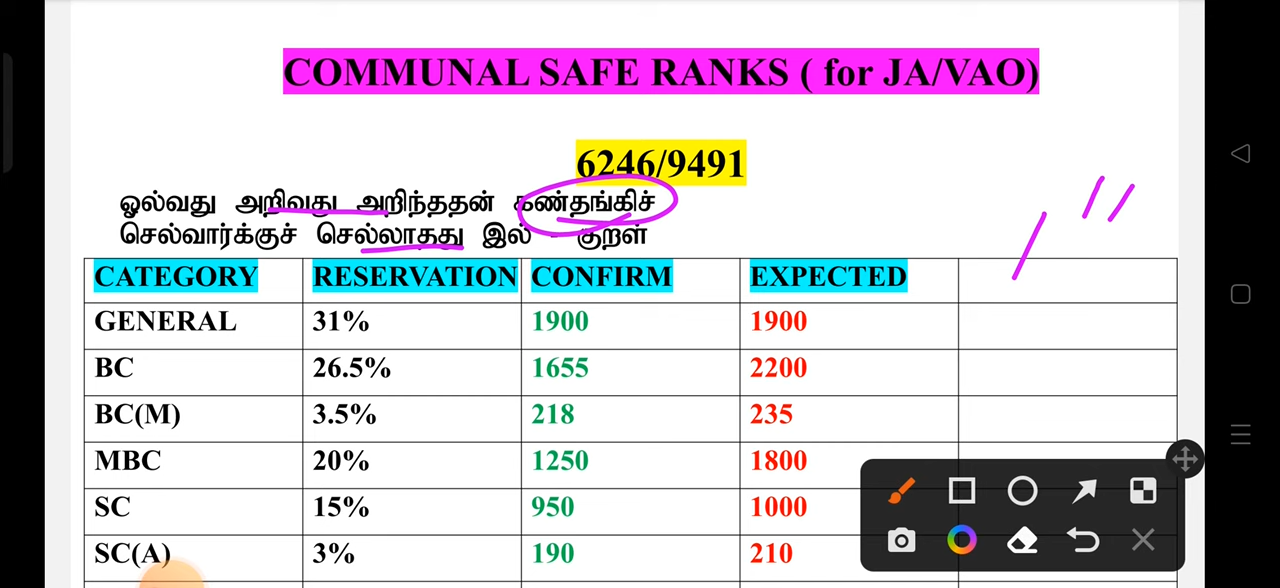 COMMUNAL SAFE RANKS ( for JA/VAO)
6246/9491
ஒல்வது அறிவது அறிந்ததன் கண்தங்கிச்
செல்வார்க்குச் செல்லாதது இல் - குறள்
CATEGORY RESERVATION CONFIRM EXPECTED
GENERAL 31% 1900 1900
BC 26.5% 1655 2200
BC(M) 3.5% 218 235
MBC 20% 1250 1800
SC 15% 950 1000
SC(A) 3% 190 210